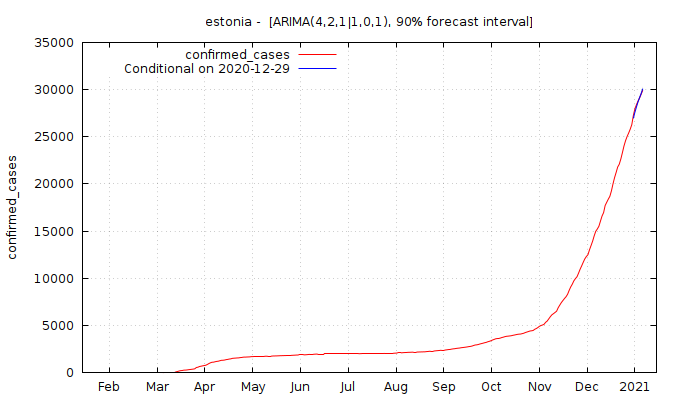 estonia -  [ARIMA(4,2,1|1,0,1), 90% forecast interval]
confirmed_cases
Conditional on 2020-12-29
35000
30000
25000
20000
15000
10000
5000
0
confirmed_cases
Feb Mar Apr May Jun Jul Aug Sep Oct Nov Dec 2021